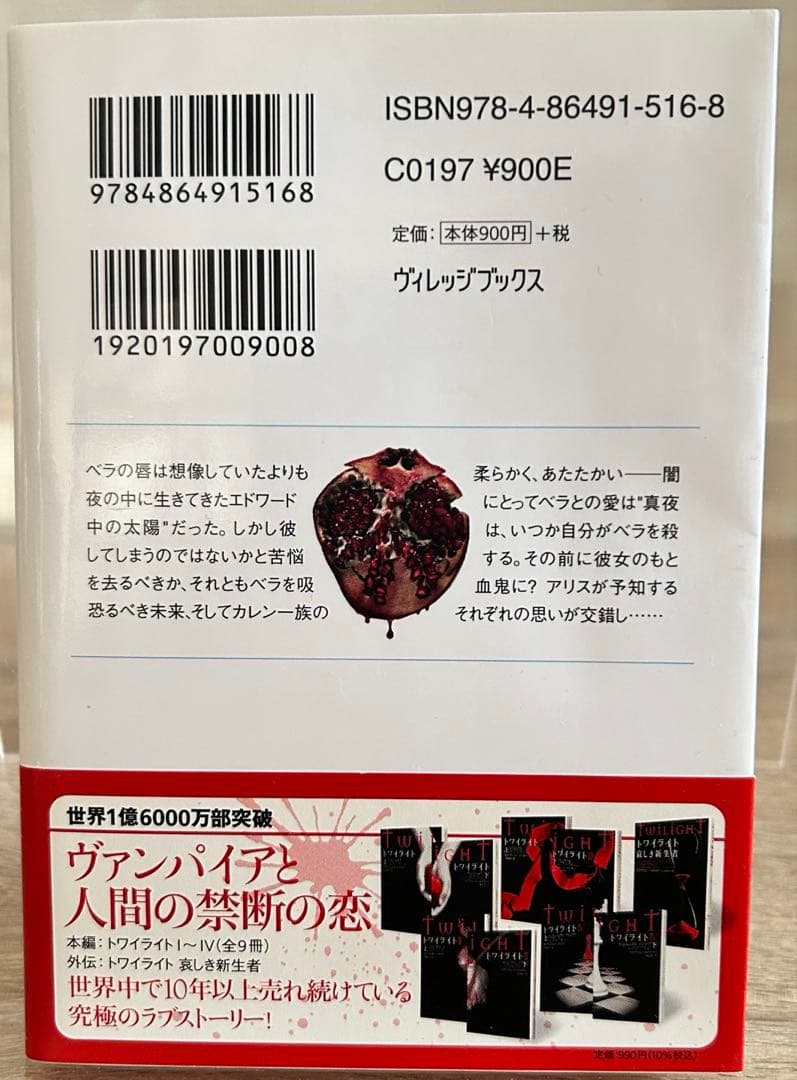 9784864915168
ISBN978-4-86491-516-8
C0197 ¥900E
定価：本体900円＋税
ヴィレッジブックス
1920197009008
ベラの唇は想像していたよりも柔らかく、あたたかい——闇
夜の中に生きてきたエドワードにとってベラとの愛は"真夜
中の太陽"だった。しかし彼は、いつか自分がベラを殺
してしまうのではないかと苦悩する。その前に彼女のもと
を去るべきか、それともベラを吸血鬼に？ アリスが予知する
恐るべき未来、そしてカレン一族のそれぞれの思いが交錯し……
世界1億6000万部突破
ヴァンパイアと
人間の禁断の恋
本編：トワイライトⅠ〜Ⅳ（全9冊）
外伝：トワイライト 哀しき新生者
世界中で10年以上売れ続けている
究極のラブストーリー！
TWILIGHT
トワイライト
哀しき新生者
定価：990円（10％税込）